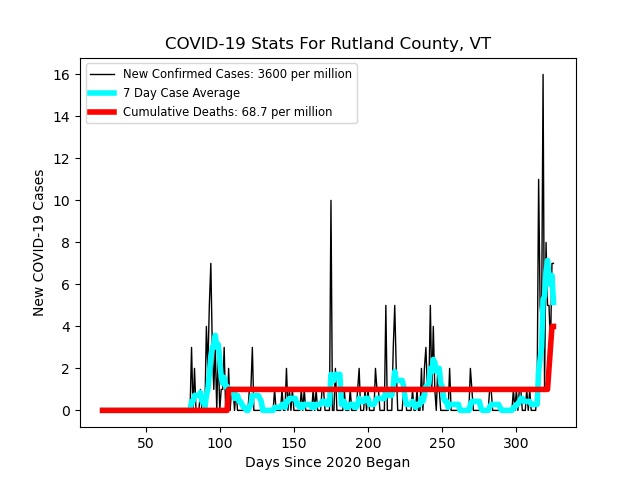 COVID-19 Stats For Rutland County, VT
New Confirmed Cases: 3600 per million
7 Day Case Average
Cumulative Deaths: 68.7 per million
New COVID-19 Cases
16
14
12
10
8
6
4
2
0
50 100 150 200 250 300
Days Since 2020 Began